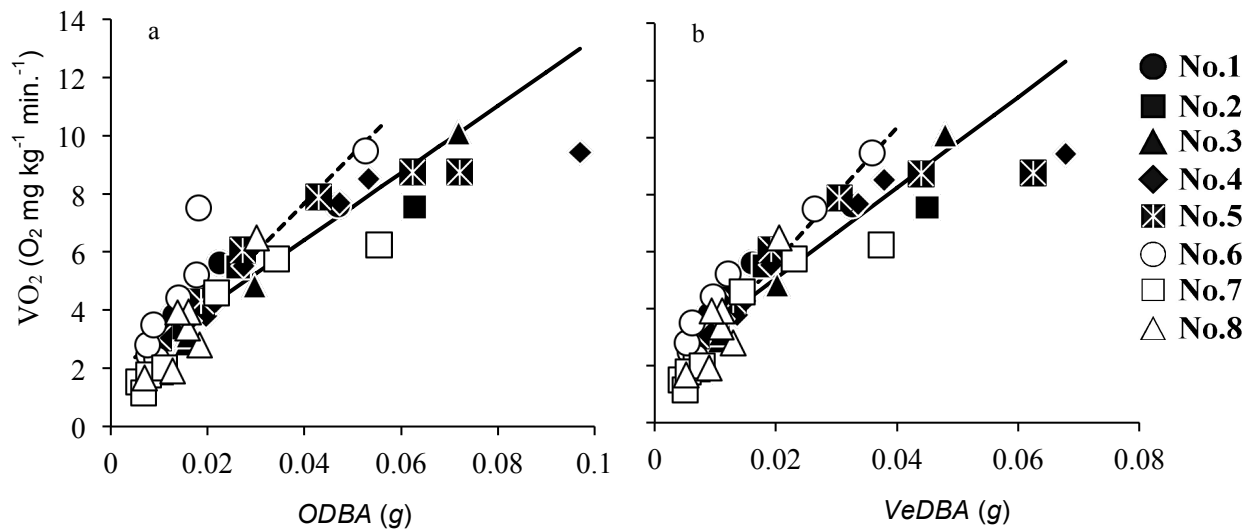 a
b
VO2 (O2 mg kg-1 min.-1)
14
12
10
8
6
4
2
0
0 0.02 0.04 0.06 0.08 0.1
ODBA (g)
0 0.02 0.04 0.06 0.08
VeDBA (g)
No.1
No.2
No.3
No.4
No.5
No.6
No.7
No.8